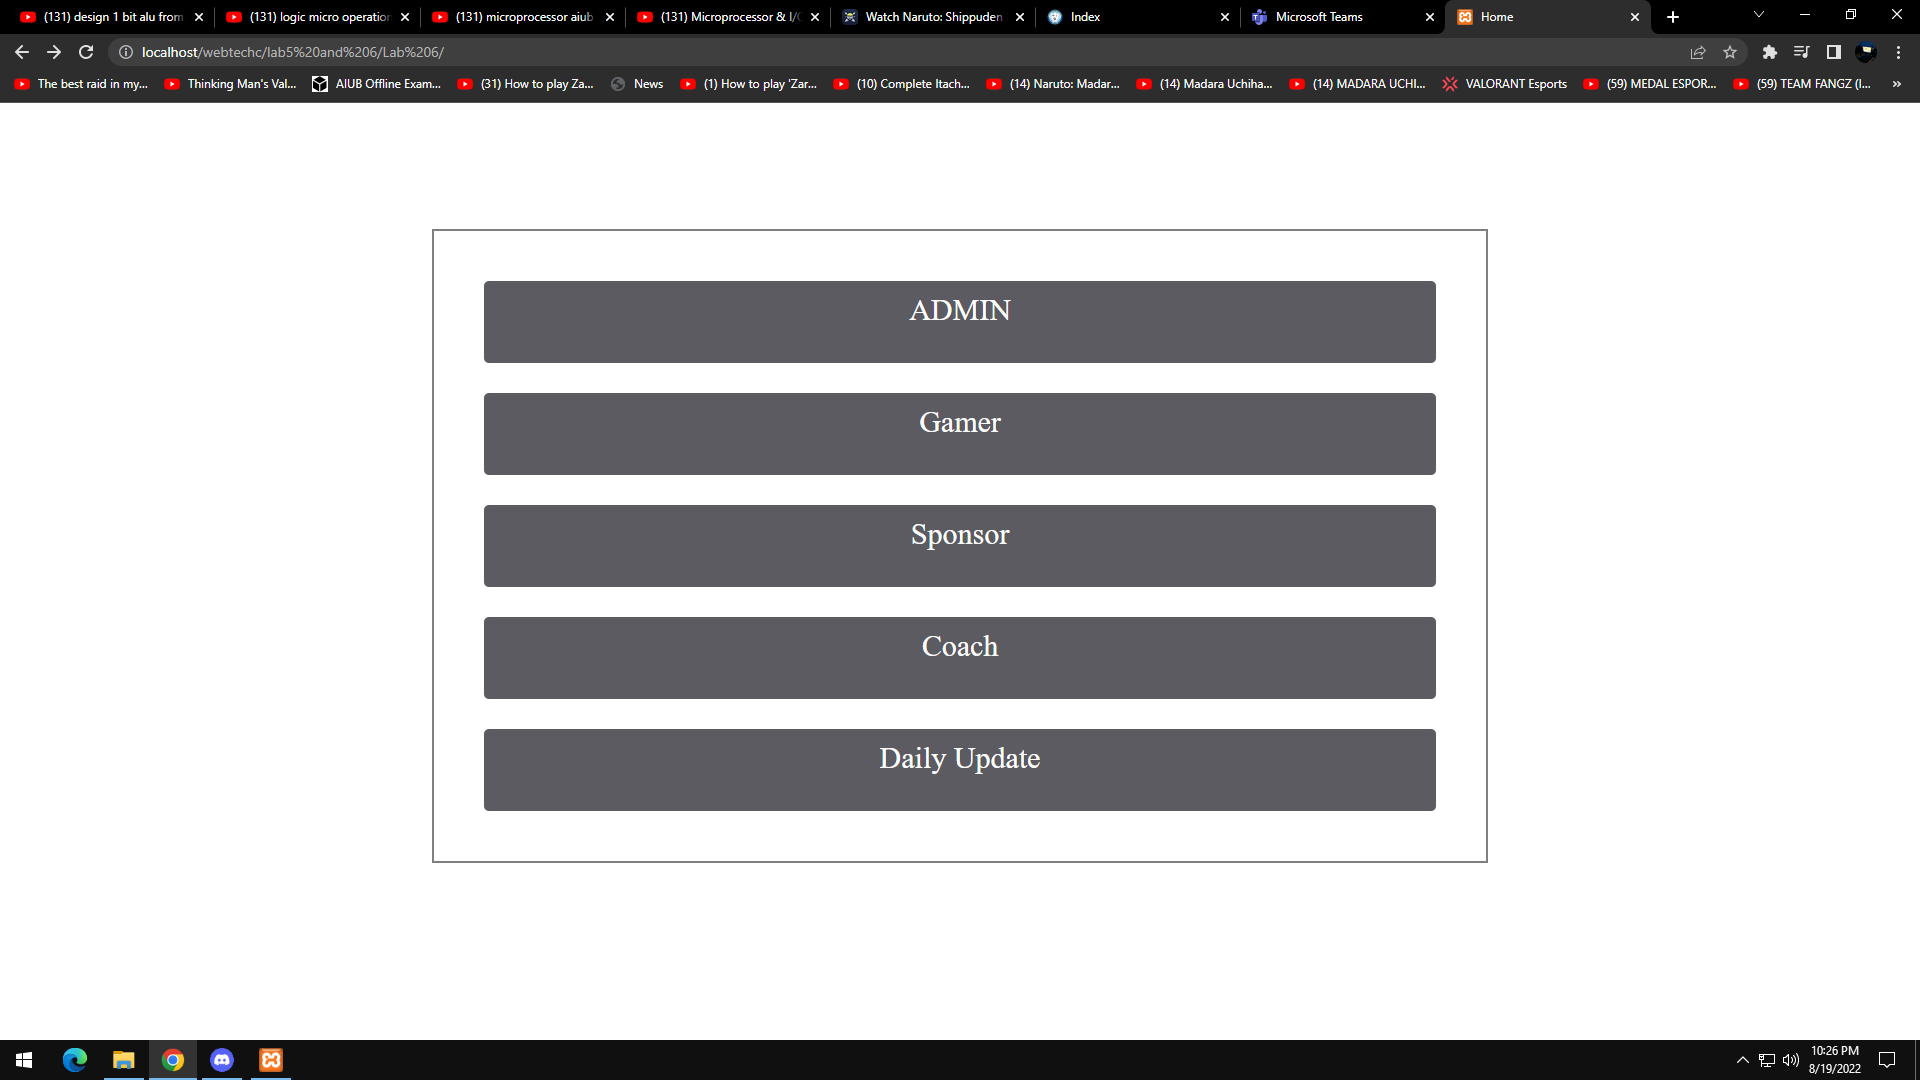 (131) design 1 bit alu from
(131) logic micro operation
(131) microprocessor aiub
(131) Microprocessor & I/O
Watch Naruto: Shippuden
Index
Microsoft Teams
Home
localhost/webtechc/lab5%20and%206/Lab%206/
The best raid in my...
Thinking Man's Val...
AIUB Offline Exam...
(31) How to play Za...
News
(1) How to play 'Zar...
(10) Complete Itach...
(14) Naruto: Madar...
(14) Madara Uchiha...
(14) MADARA UCHI...
VALORANT Esports
(59) MEDAL ESPOR...
(59) TEAM FANGZ (I...
ADMIN
Gamer
Sponsor
Coach
Daily Update
10:26 PM
8/19/2022